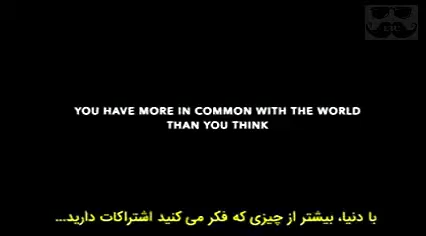 YOU HAVE MORE IN COMMON WITH THE WORLD
THAN YOU THINK
با دنیا، بیشتر از چیزی که فکر می کنید اشتراکات دارید...